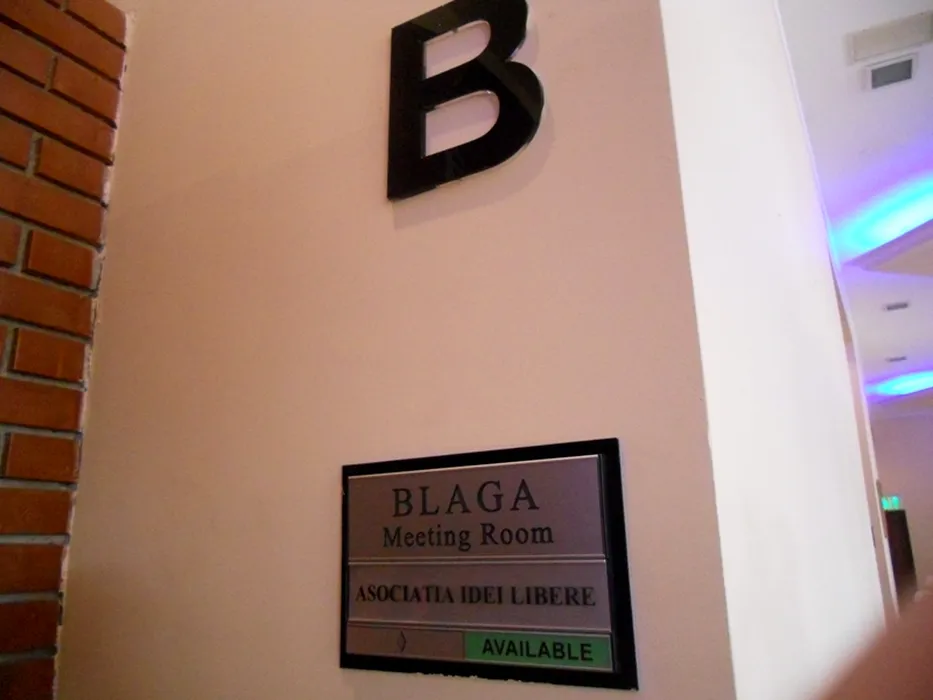 B
BLAGA
Meeting Room
ASOCIATIA IDEI LIBERE
AVAILABLE